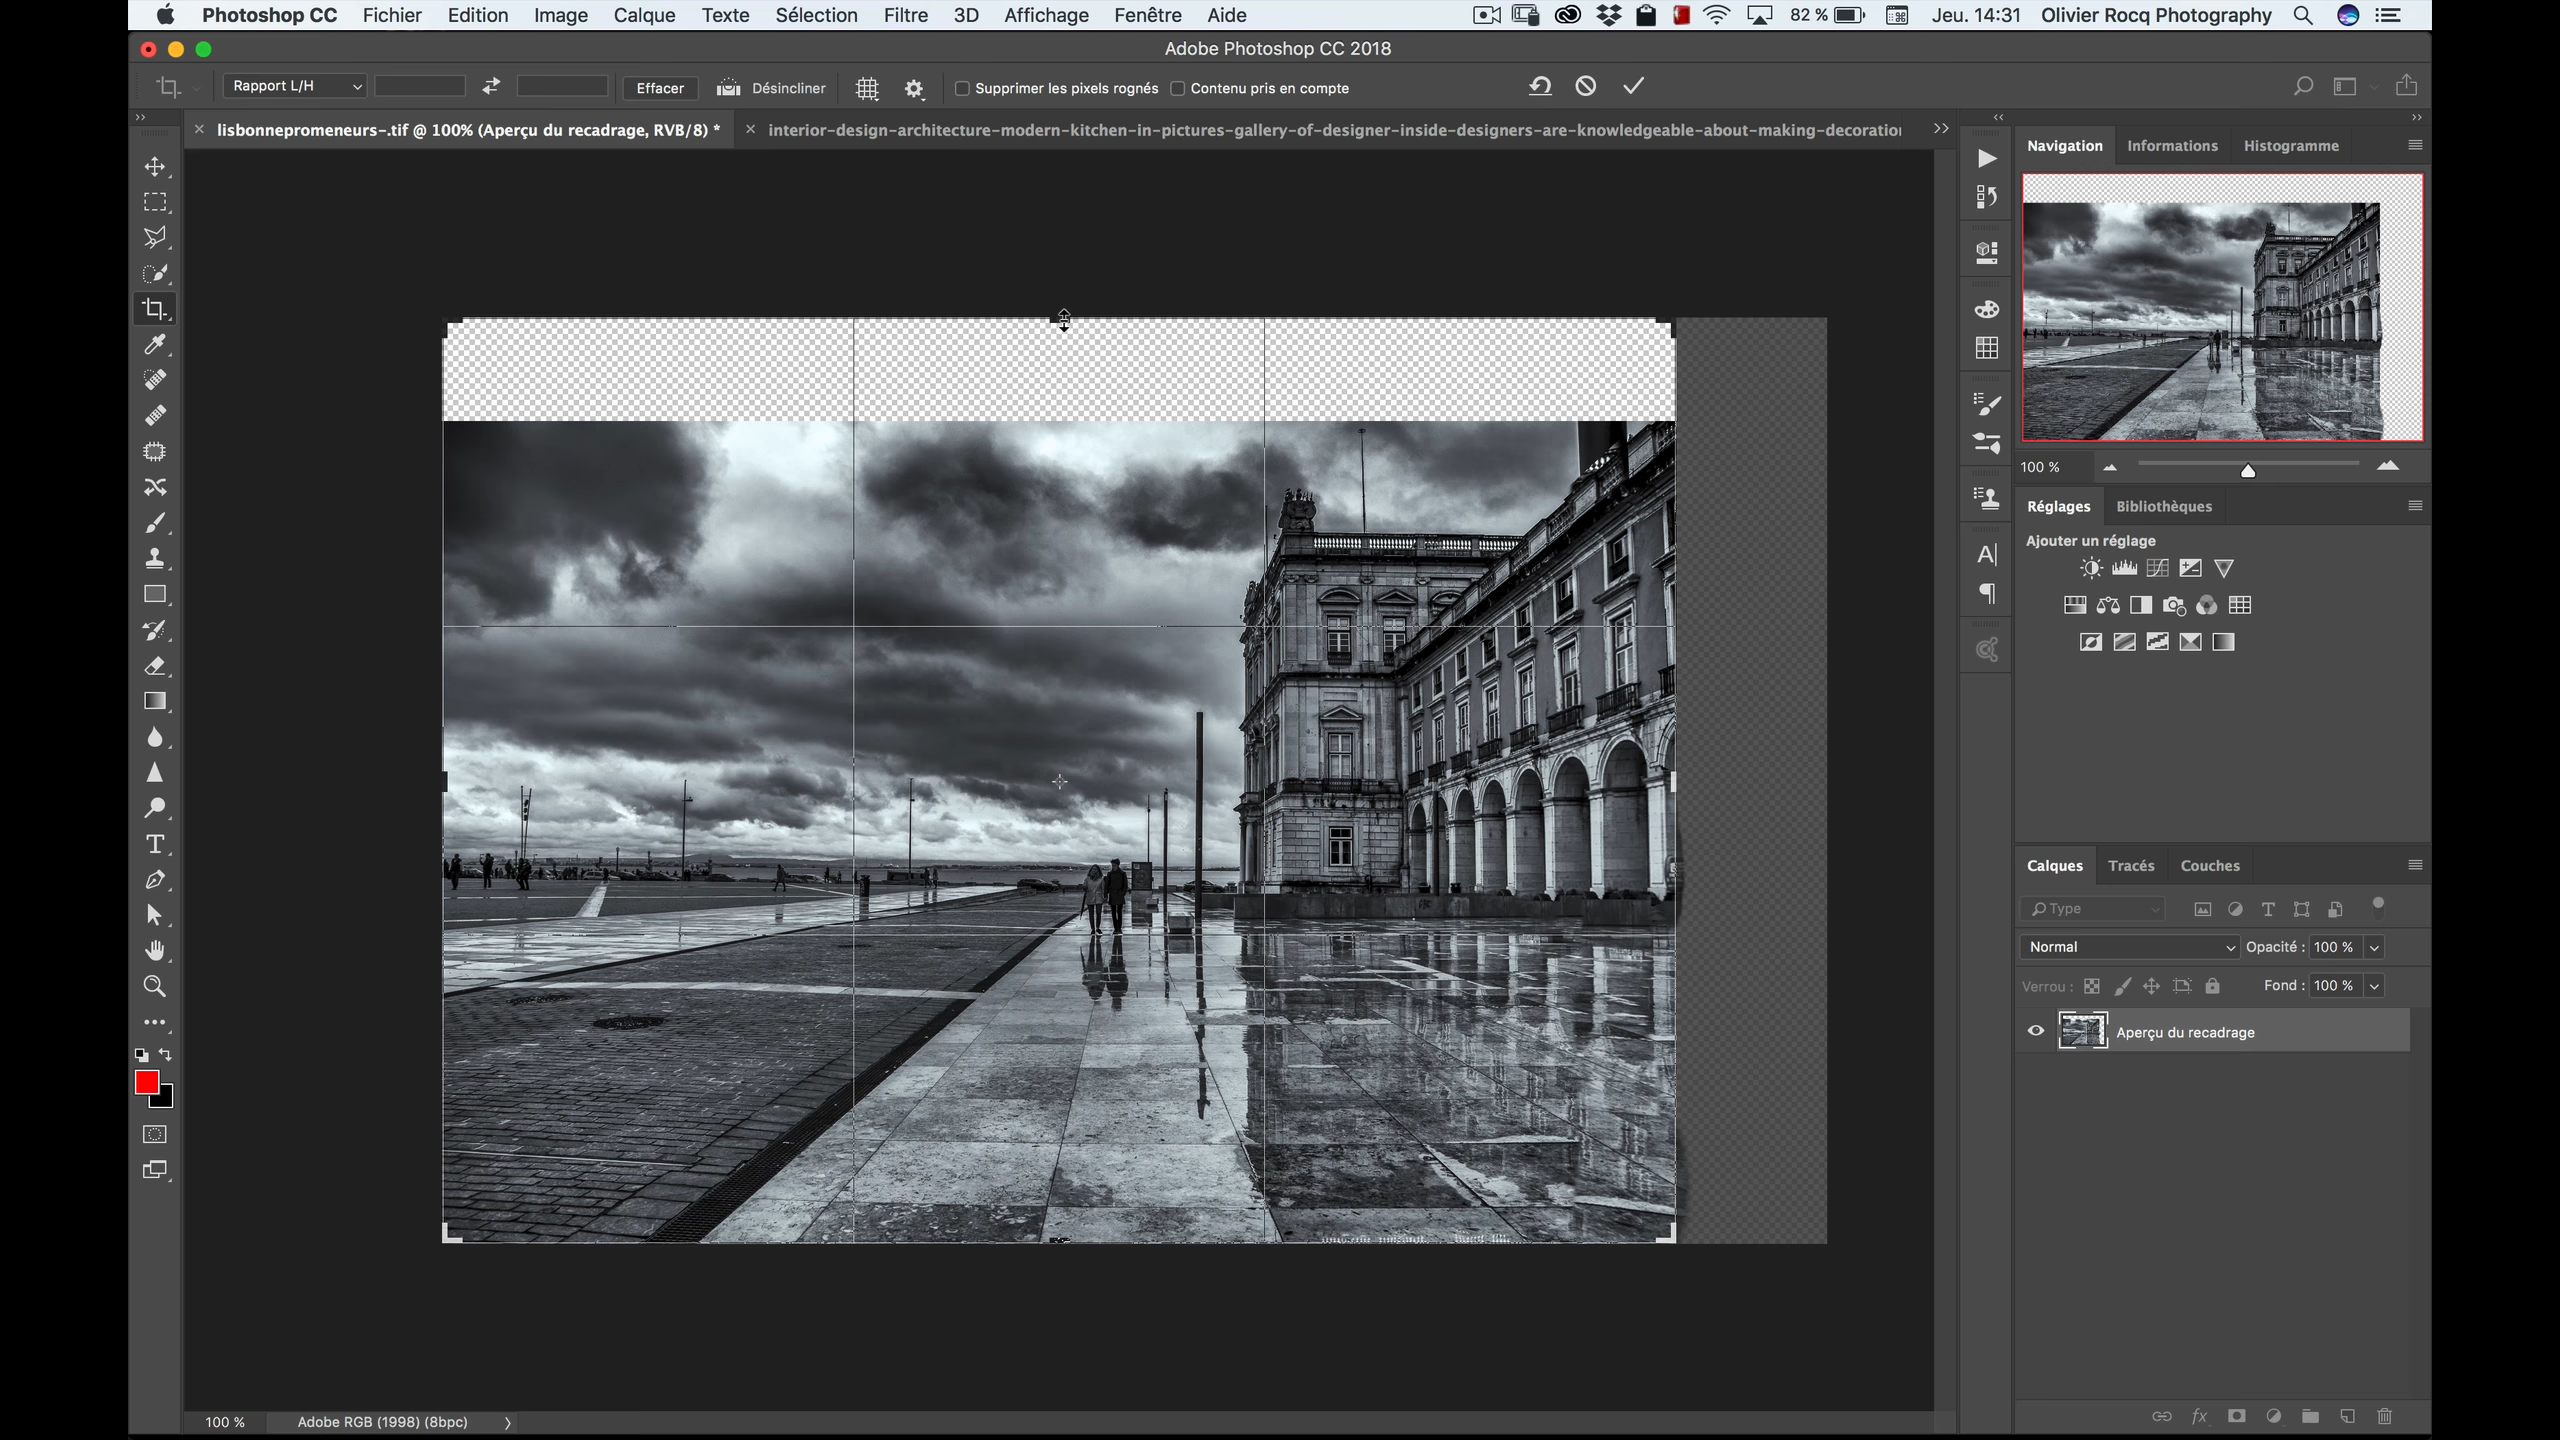 Photoshop CC Fichier Edition Image Calque Texte Sélection Filtre 3D Affichage Fenêtre Aide 82 % Jeu. 14:31 Olivier Rocq Photography
Adobe Photoshop CC 2018
Rapport L/H Effacer Désincliner Supprimer les pixels rognés Contenu pris en compte
lisbonnepromeneurs-.tif @ 100% (Aperçu du recadrage, RVB/8) * interior-design-architecture-modern-kitchen-in-pictures-gallery-of-designer-inside-designers-are-knowledgeable-about-making-decoration
Navigation Informations Histogramme
100 %
Réglages Bibliothèques
Ajouter un réglage
Calques Tracés Couches
Type
Normal Opacité : 100 %
Verrou : Fond : 100 %
Aperçu du recadrage
fx
100 % Adobe RGB (1998) (8bpc)